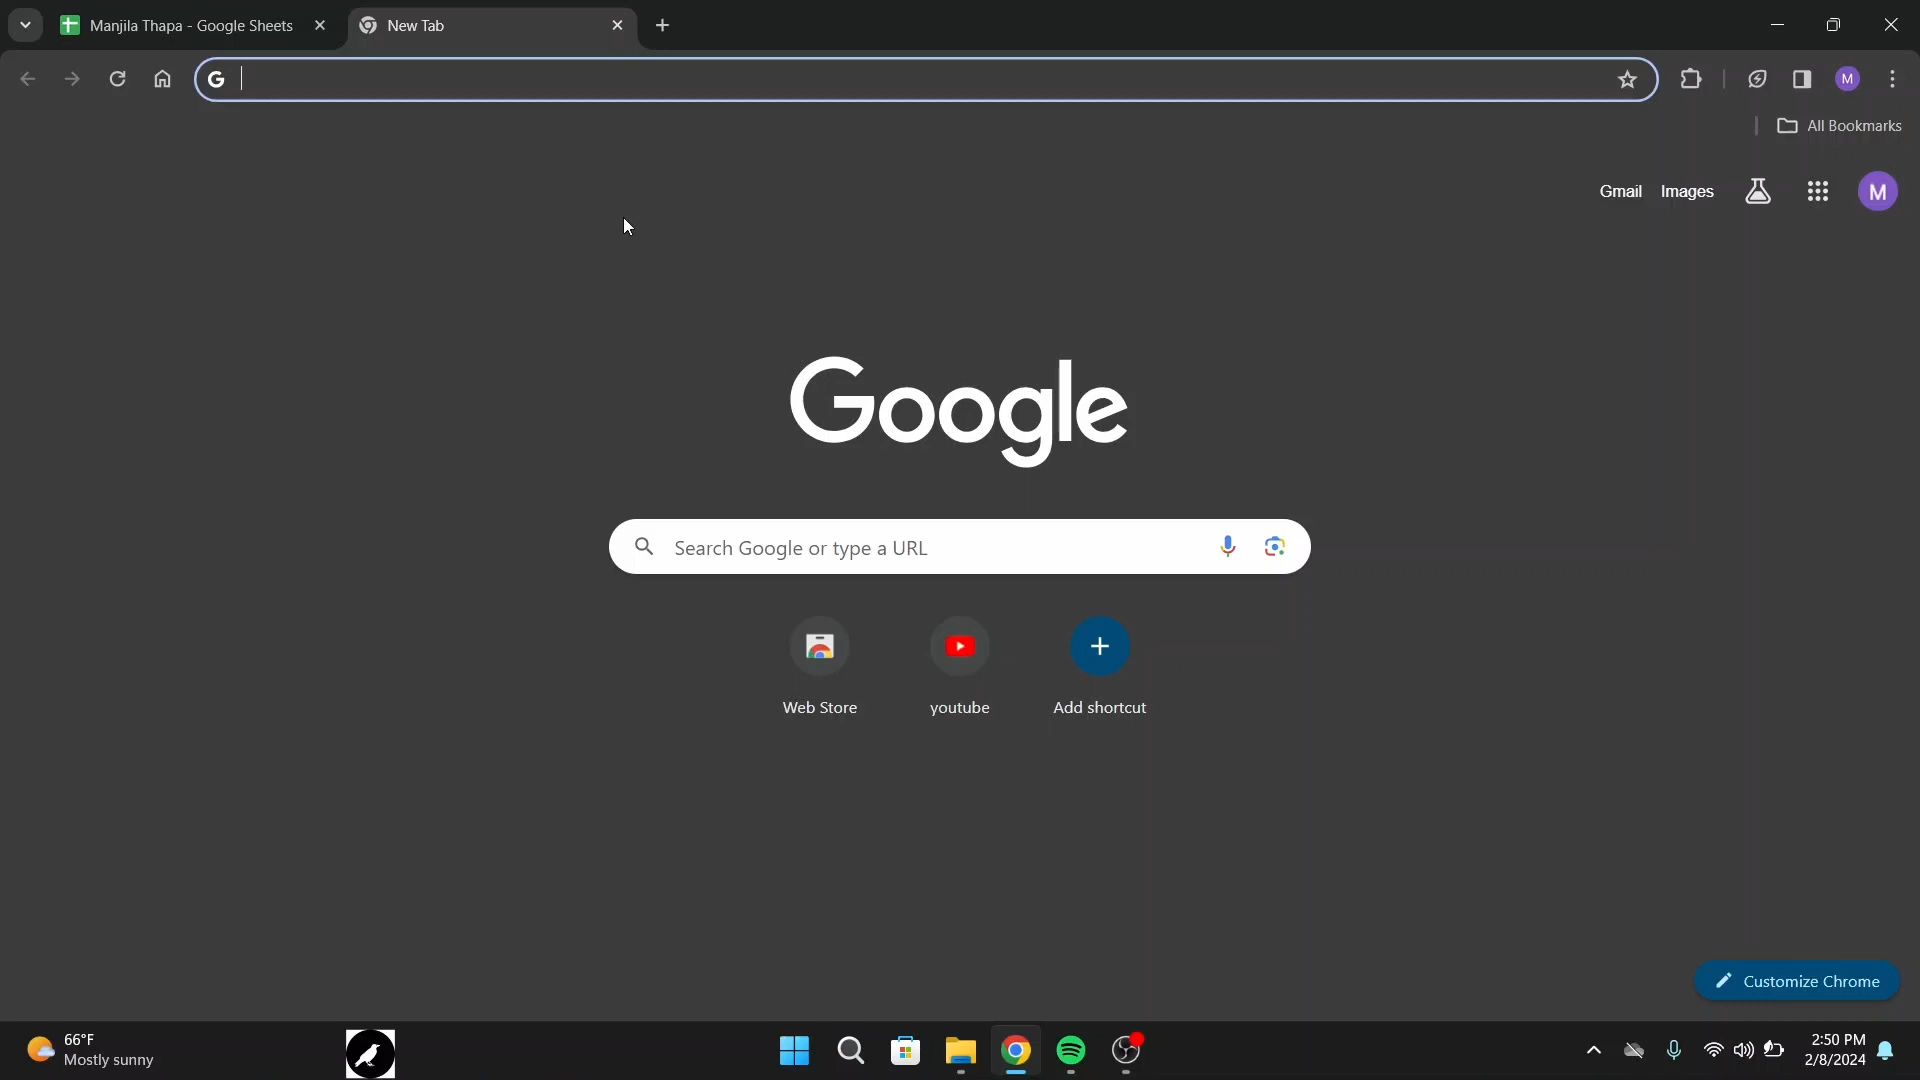 Manjila Thapa - Google Sheets
New Tab
G
M
All Bookmarks
Gmail Images
M
Google
Search Google or type a URL
Web Store
youtube
Add shortcut
Customize Chrome
66°F
Mostly sunny
2:50 PM
2/8/2024